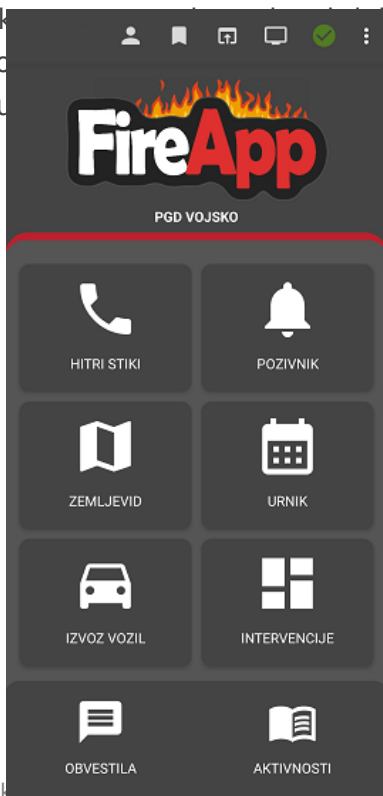 FireApp
PGD VOJSKO
HITRI STIKI
POZIVNIK
ZEMLJEVID
URNIK
IZVOZ VOZIL
INTERVENCIJE
OBVESTILA
AKTIVNOSTI